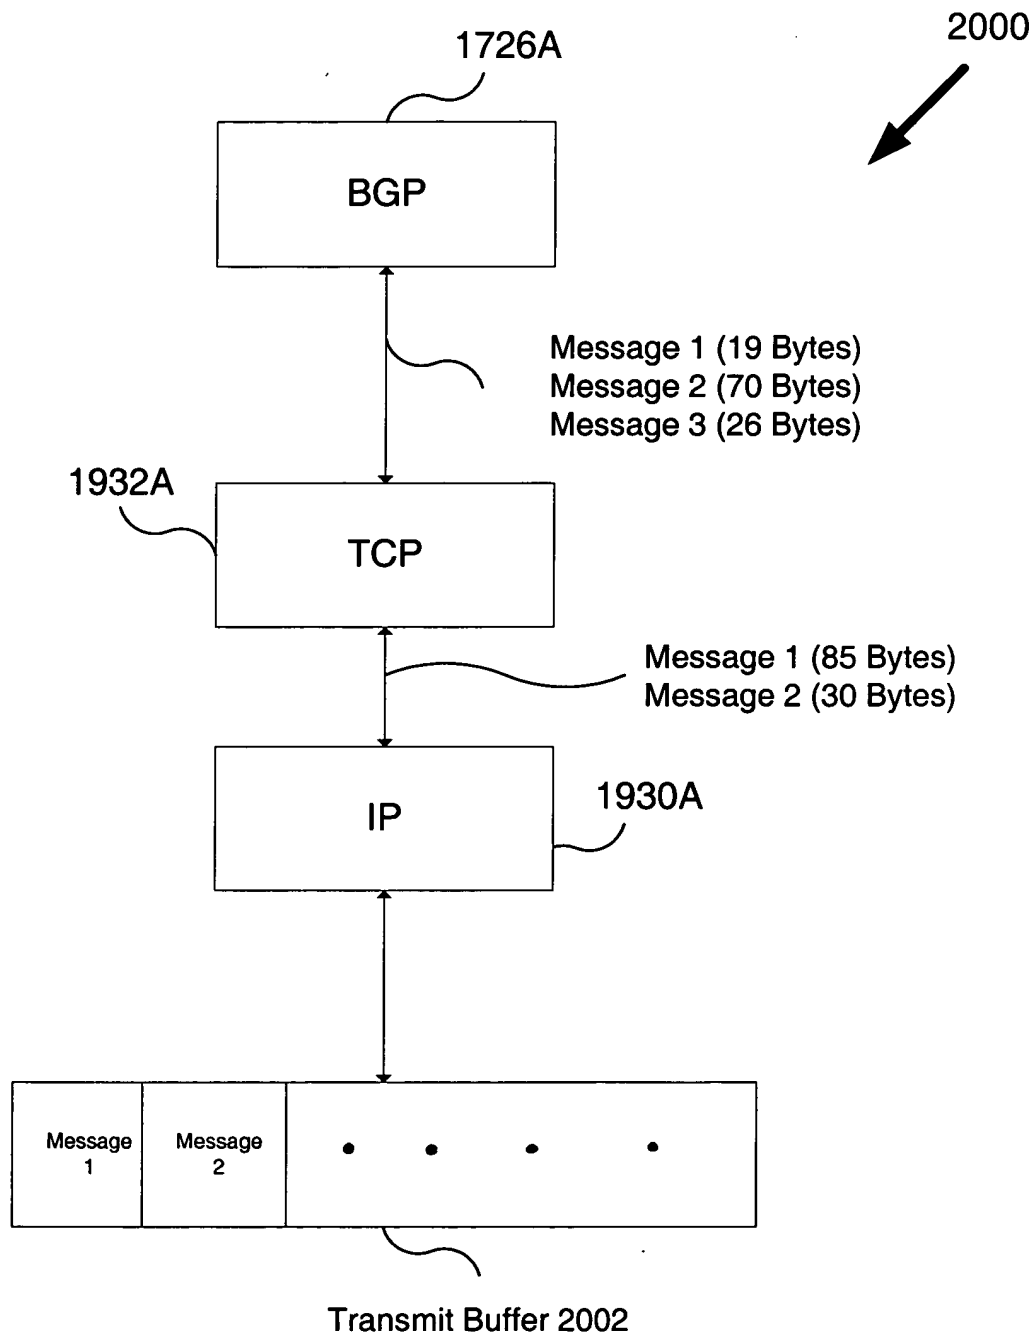 2000
1726A
BGP
Message 1 (19 Bytes)
Message 2 (70 Bytes)
Message 3 (26 Bytes)
1932A
TCP
Message 1 (85 Bytes)
Message 2 (30 Bytes)
1930A
IP
Message
1
Message
2
Transmit Buffer 2002